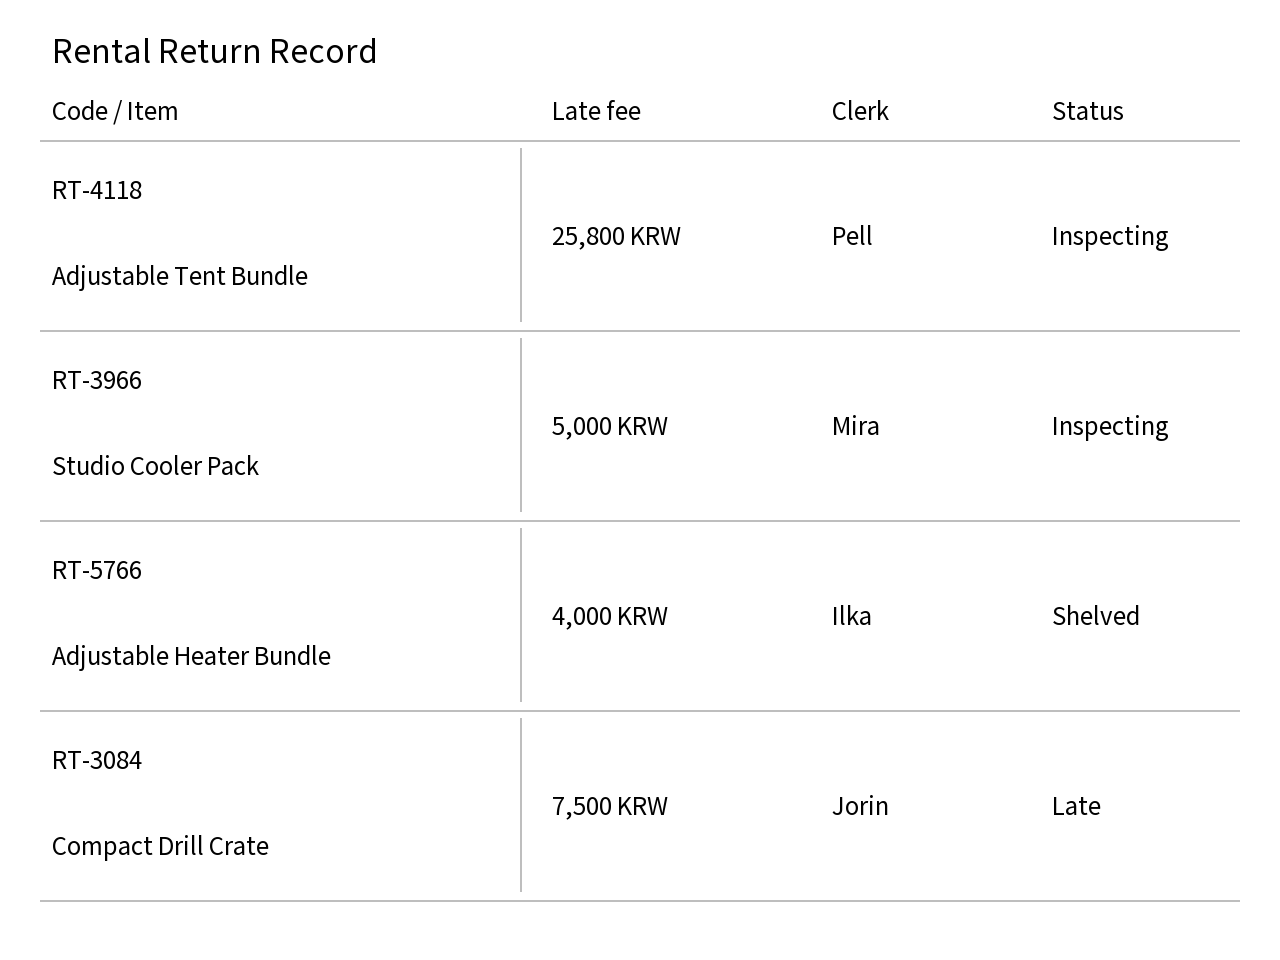 Rental Return Record
Code / Item Late fee Clerk Status
RT-4118
Adjustable Tent Bundle
25,800 KRW Pell Inspecting
RT-3966
Studio Cooler Pack
5,000 KRW Mira Inspecting
RT-5766
Adjustable Heater Bundle
4,000 KRW Ilka Shelved
RT-3084
Compact Drill Crate
7,500 KRW Jorin Late